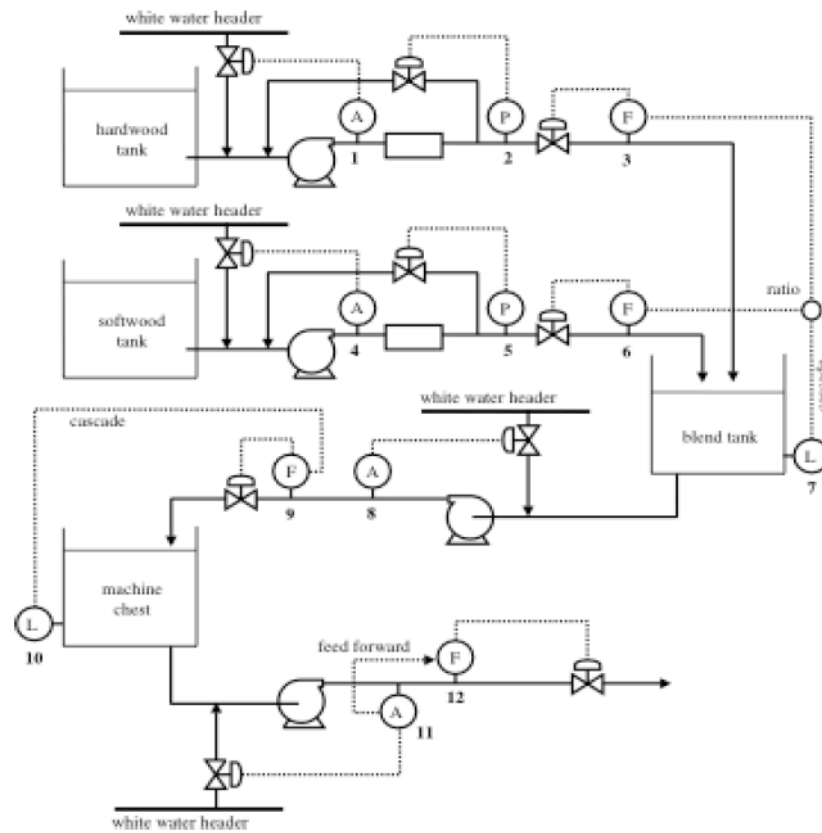 white water header
hardwood
tank
A
P
F
1
2
3
white water header
softwood
tank
A
P
F
4
5
6
ratio
cascade
white water header
cascade
blend tank
L
7
F
A
9
8
machine
chest
L
10
feed forward
F
12
A
11
white water header